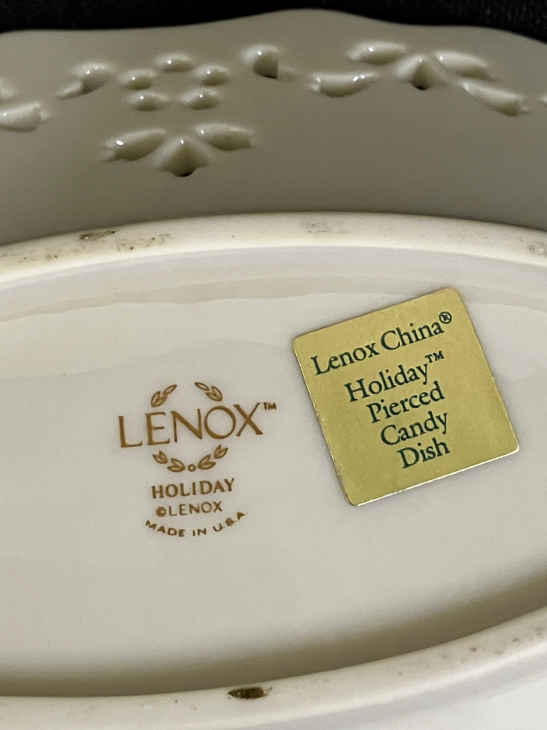 Lenox China®
Holiday™
Pierced
Candy
Dish
LENOX™
HOLIDAY
©LENOX
MADE IN U.S.A